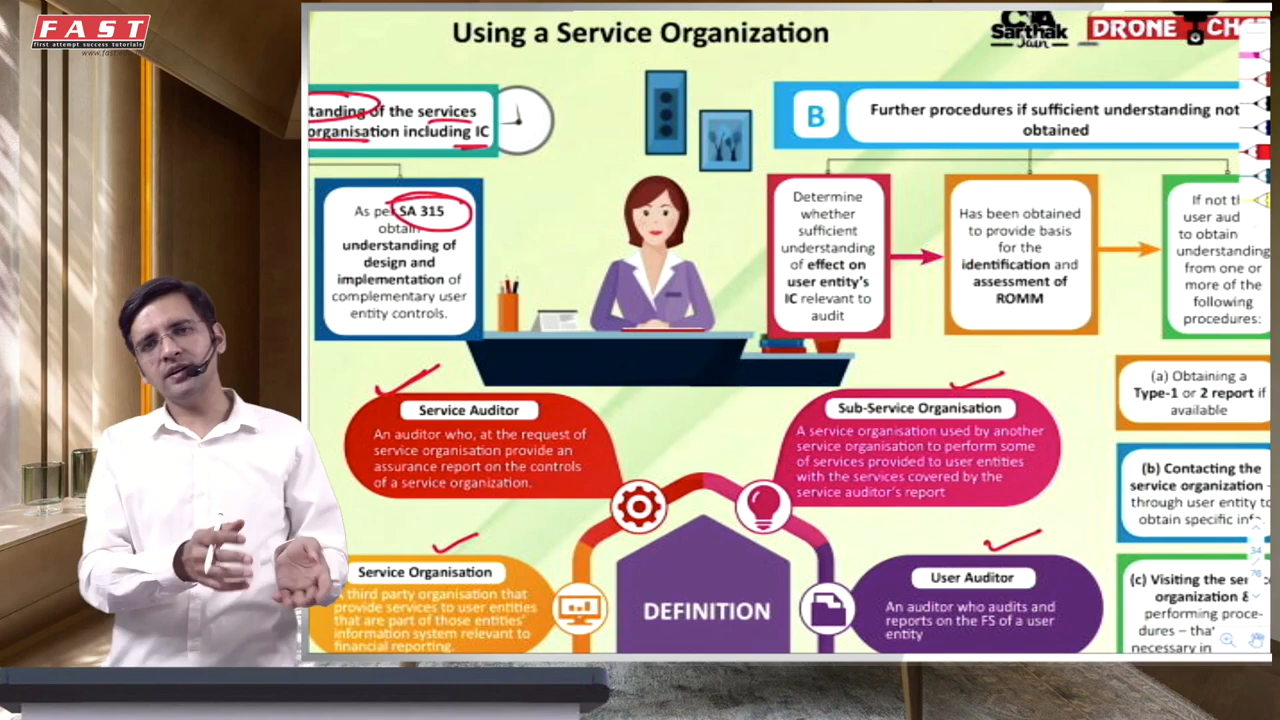 FAST
first attempt success tutorials
Using a Service Organization
CA
Sarthak
Jain
DRONE
of the services
including IC
B
Further procedures if sufficient understanding not
obtained
As per SA 315
obtain
understanding of
design and
implementation of
complementary user
entity controls.
Determine
whether
sufficient
understanding
of effect on
user entity's
IC relevant to
audit
Has been obtained
to provide basis
for the
identification and
assessment of
ROMM
If not
user
to obtain
understanding
from one or
more of the
following
procedures:
(a) Obtaining a
Type-1 or 2 report if
available
(b) Contacting the
service organization
through user entity to
obtain specific
(c) Visiting the
organization &
performing proce-
dures –
necessary in
Service Auditor
An auditor who, at the request of
service organisation provide an
assurance report on the controls
of a service organization.
Sub-Service Organisation
A service organisation used by another
service organisation to perform some
of services provided to user entities
with the services covered by the
service auditor's report
Service Organisation
A third party organisation that
provide services to user entities
that are part of those entities'
information system relevant to
financial reporting.
User Auditor
An auditor who audits and
reports on the FS of a user
entity
DEFINITION
34
76